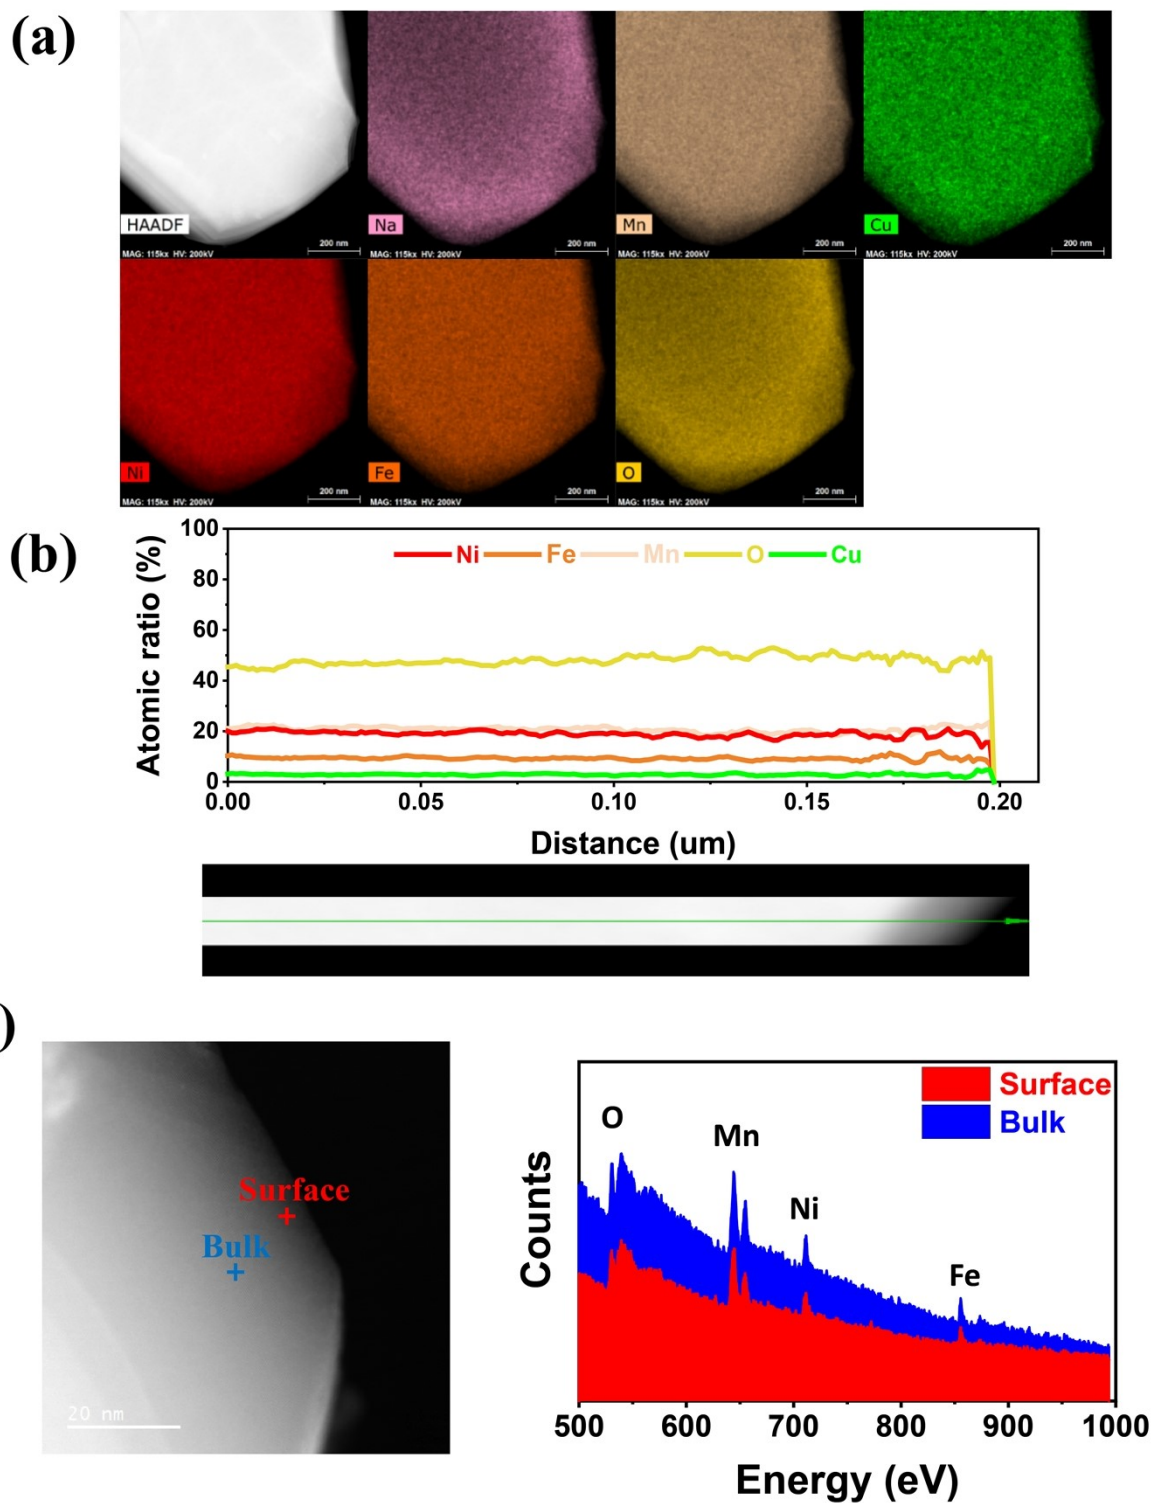 (a)
HAADF
200 nm
MAG: 115kx HV: 200kV
Na
200 nm
MAG: 115kx HV: 200kV
Mn
200 nm
MAG: 115kx HV: 200kV
Cu
200 nm
MAG: 115kx HV: 200kV
Ni
200 nm
MAG: 115kx HV: 200kV
Fe
200 nm
MAG: 115kx HV: 200kV
O
200 nm
MAG: 115kx HV: 200kV
(b)
Atomic ratio (%)
100
80
60
40
20
0
Ni Fe Mn O Cu
0.00 0.05 0.10 0.15 0.20
Distance (um)
)
Surface
Bulk
20 nm
Counts
Surface
Bulk
O
Mn
Ni
Fe
500 600 700 800 900 1000
Energy (eV)